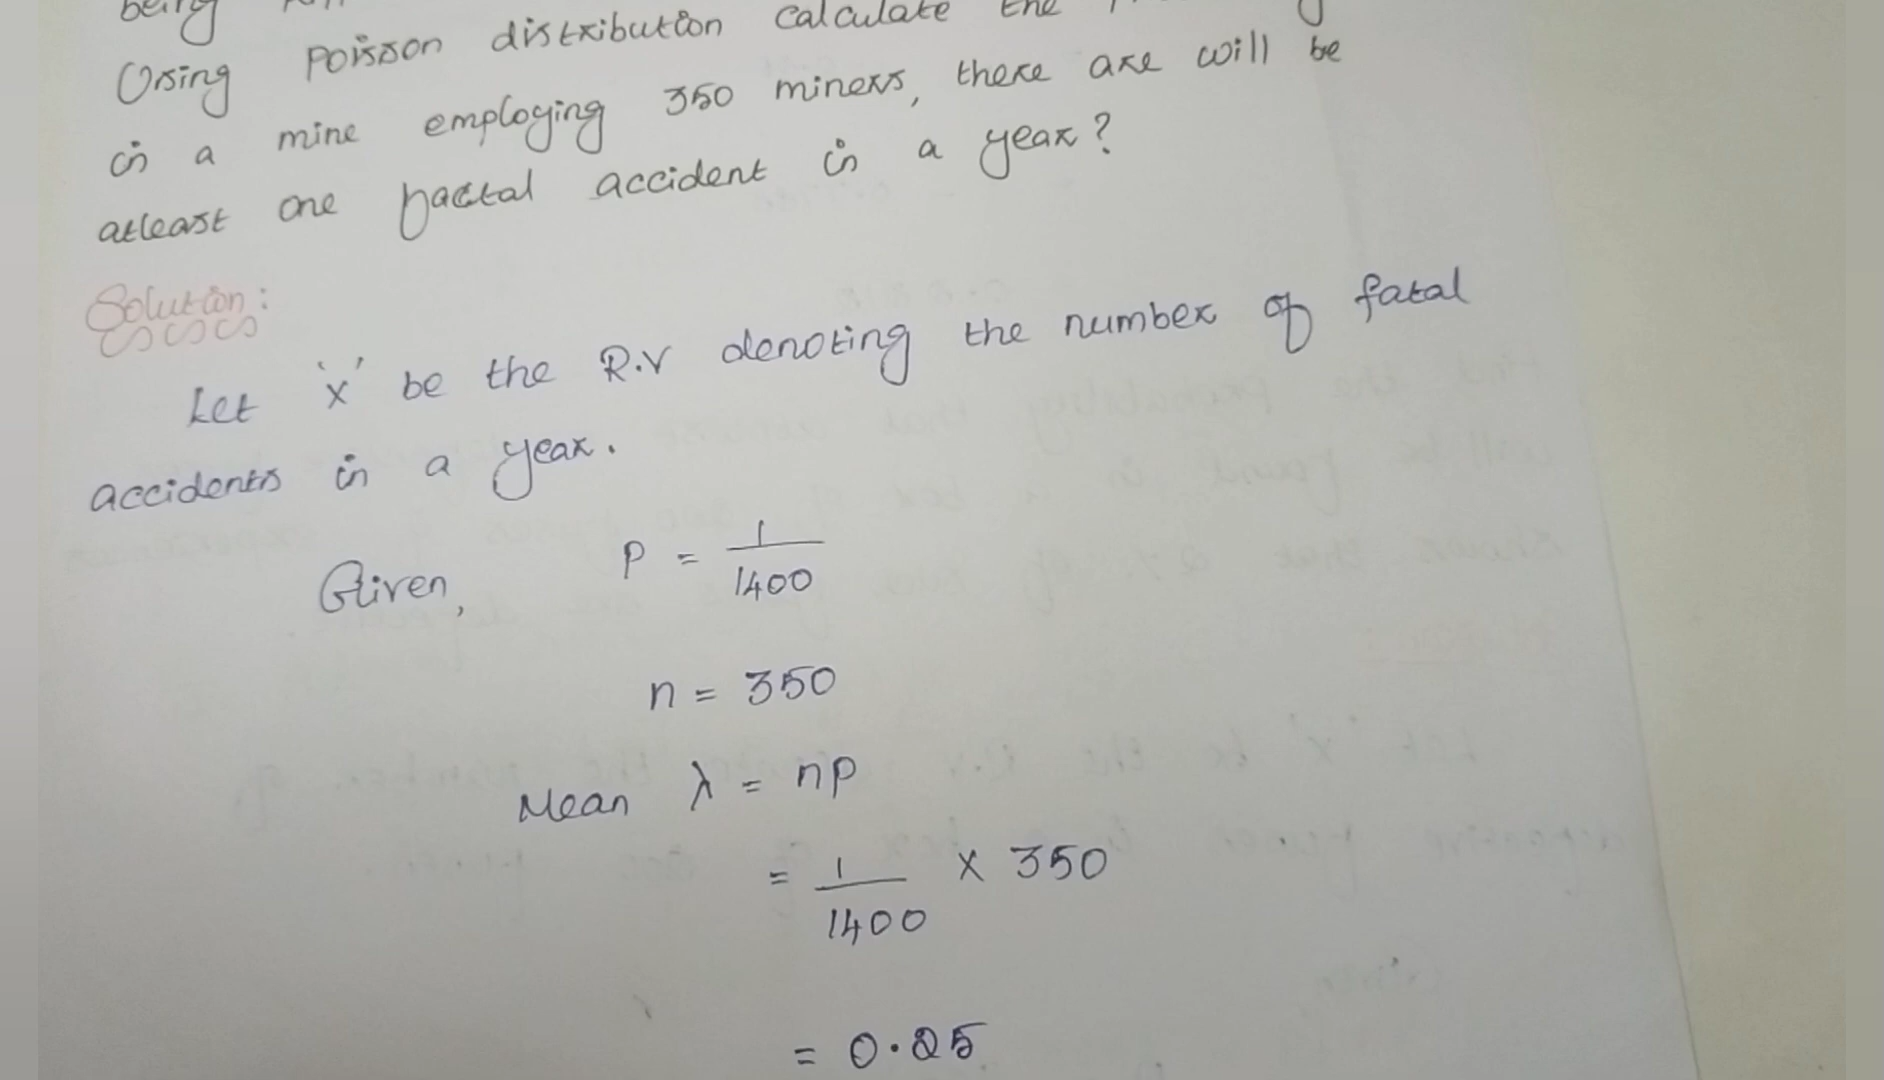 being
Using Poisson distribution calculate the
in a mine employing 350 miners, there are will be
atleast one factal accident in a year?
Solution:
Let 'x' be the R.V denoting the number of fatal
accidents in a year.
Given, P = 1/1400
n = 350
Mean λ = np
= 1/1400 x 350
= 0.25